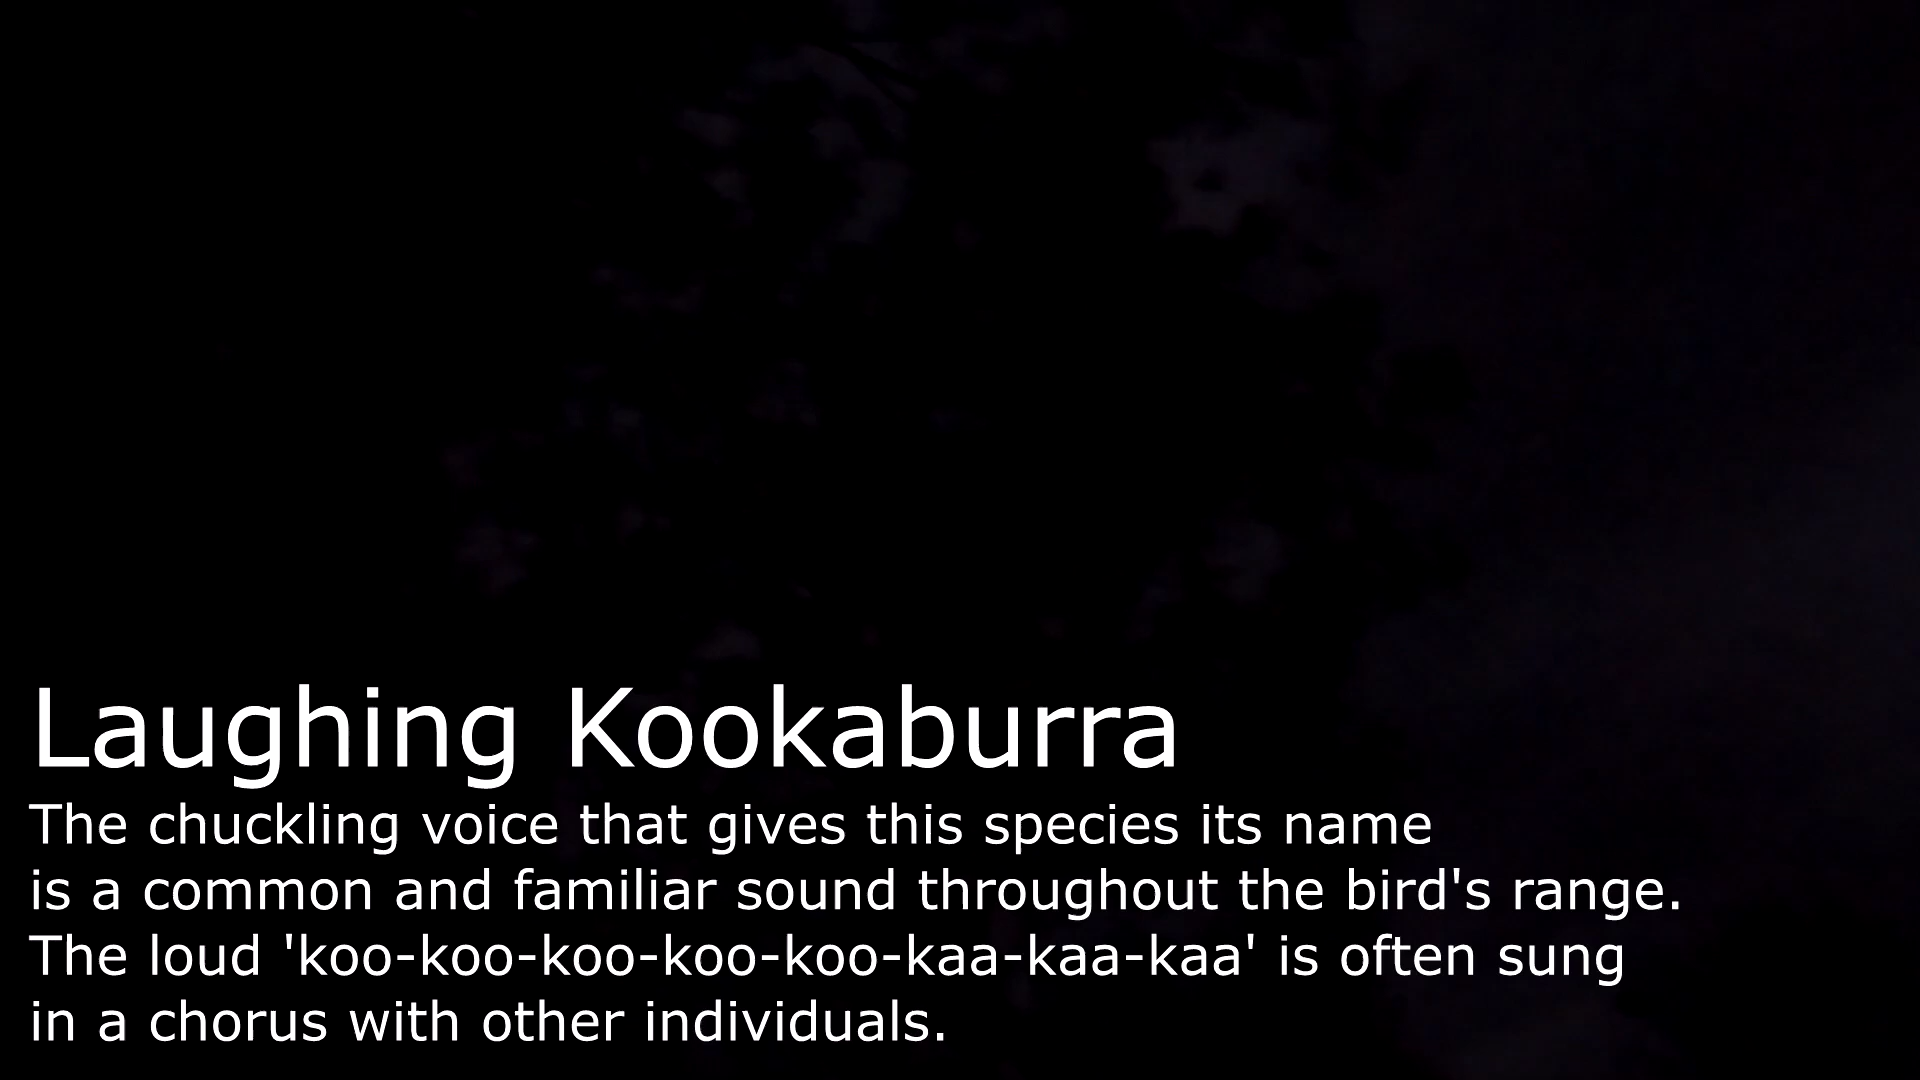 Laughing Kookaburra
The chuckling voice that gives this species its name
is a common and familiar sound throughout the bird's range.
The loud 'koo-koo-koo-koo-koo-kaa-kaa-kaa' is often sung
in a chorus with other individuals.